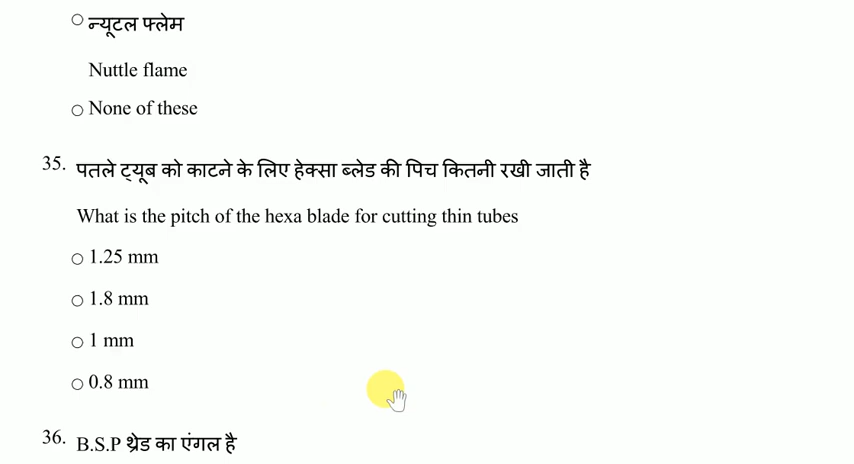 न्यूटल फ्लेम
Nuttle flame
None of these
35. पतले ट्यूब को काटने के लिए हेक्सा ब्लेड की पिच कितनी रखी जाती है
What is the pitch of the hexa blade for cutting thin tubes
1.25 mm
1.8 mm
1 mm
0.8 mm
36. B.S.P थ्रेड का एंगल है